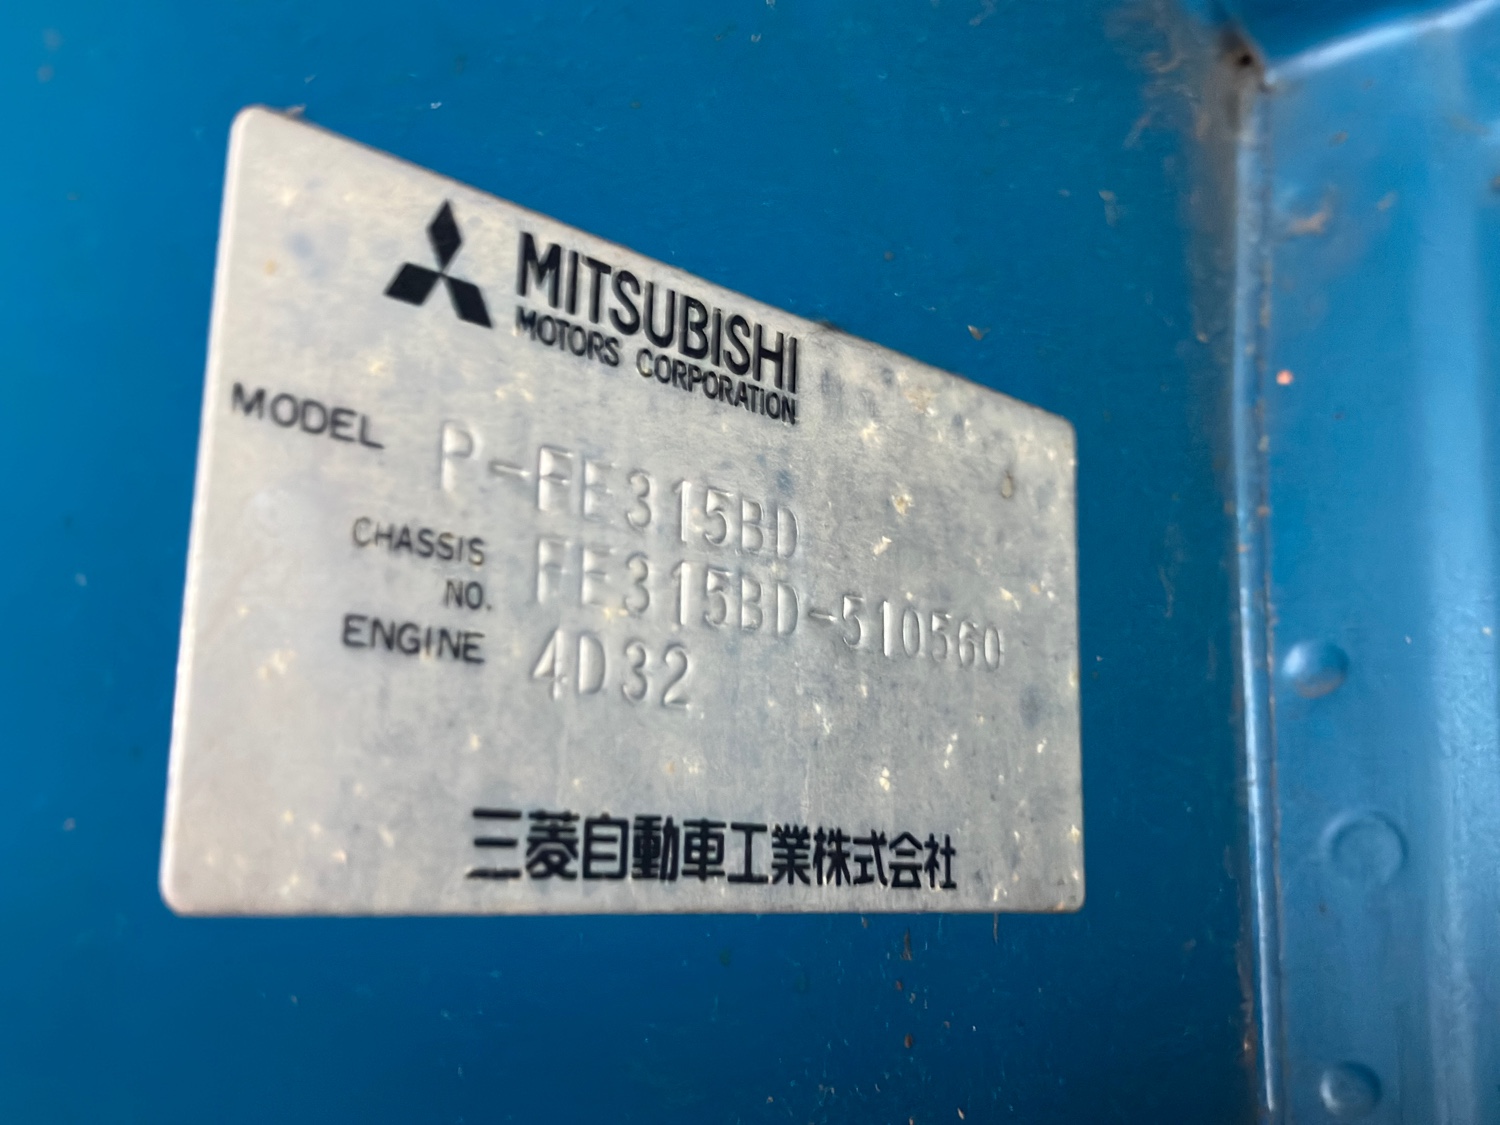 MITSUBISHI
MOTORS CORPORATION
MODEL P-FE315BD
CHASSIS NO. FE315BD-510560
ENGINE 4D32
三菱自動車工業株式会社